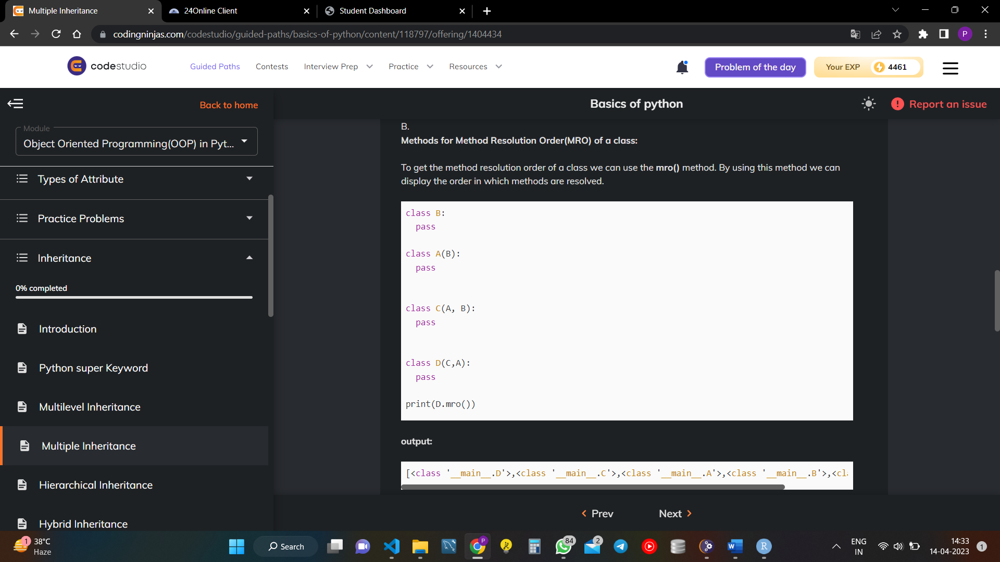 Multiple Inheritance
24Online Client
Student Dashboard
codingninjas.com/codestudio/guided-paths/basics-of-python/content/118797/offering/1404434
P
codestudio
Guided Paths
Contests
Interview Prep
Practice
Resources
Problem of the day
Your EXP
4461
Back to home
Basics of python
Report an issue
Module
Object Oriented Programming(OOP) in Pyt...
Types of Attribute
Practice Problems
Inheritance
0% completed
Introduction
Python super Keyword
Multilevel Inheritance
Multiple Inheritance
Hierarchical Inheritance
Hybrid Inheritance
B.
Methods for Method Resolution Order(MRO) of a class:
To get the method resolution order of a class we can use the mro() method. By using this method we can
display the order in which methods are resolved.
class B:
  pass
class A(B):
  pass
class C(A, B):
  pass
class D(C,A):
  pass
print(D.mro())
output:
[<class '__main__.D'>,<class '__main__.C'>,<class '__main__.A'>,<class '__main__.B'>,<cl
Prev
Next
1
38°C
Haze
Search
P
84
2
ENG
IN
14:33
14-04-2023
1